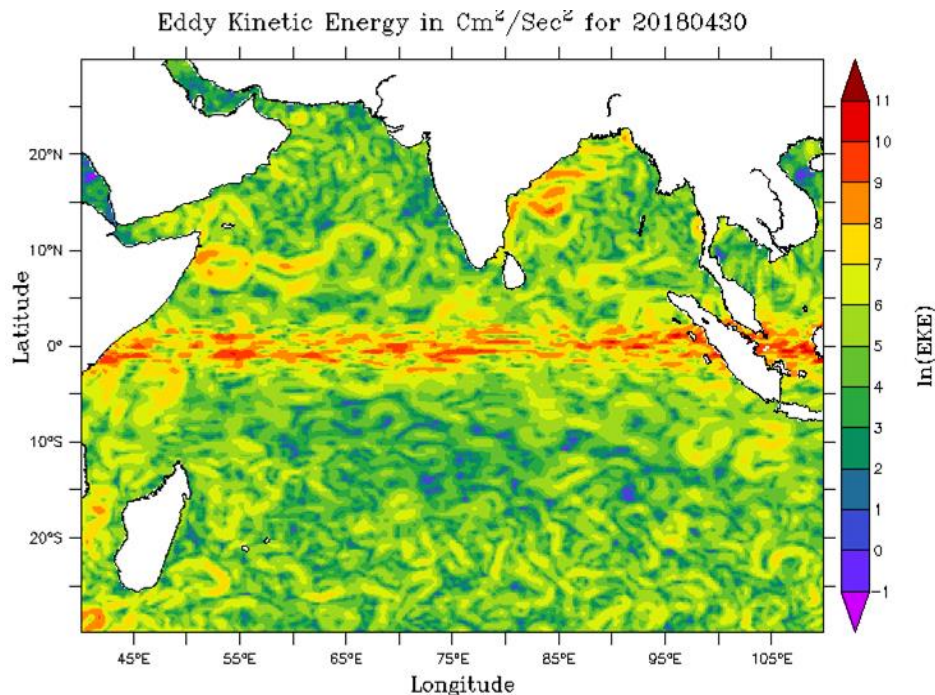 Eddy Kinetic Energy in Cm²/Sec² for 20180430
20°N
10°N
0°
10°S
20°S
Latitude
45°E 55°E 65°E 75°E 85°E 95°E 105°E
Longitude
11
10
9
8
7
6
5
4
3
2
1
0
-1
ln(EKE)